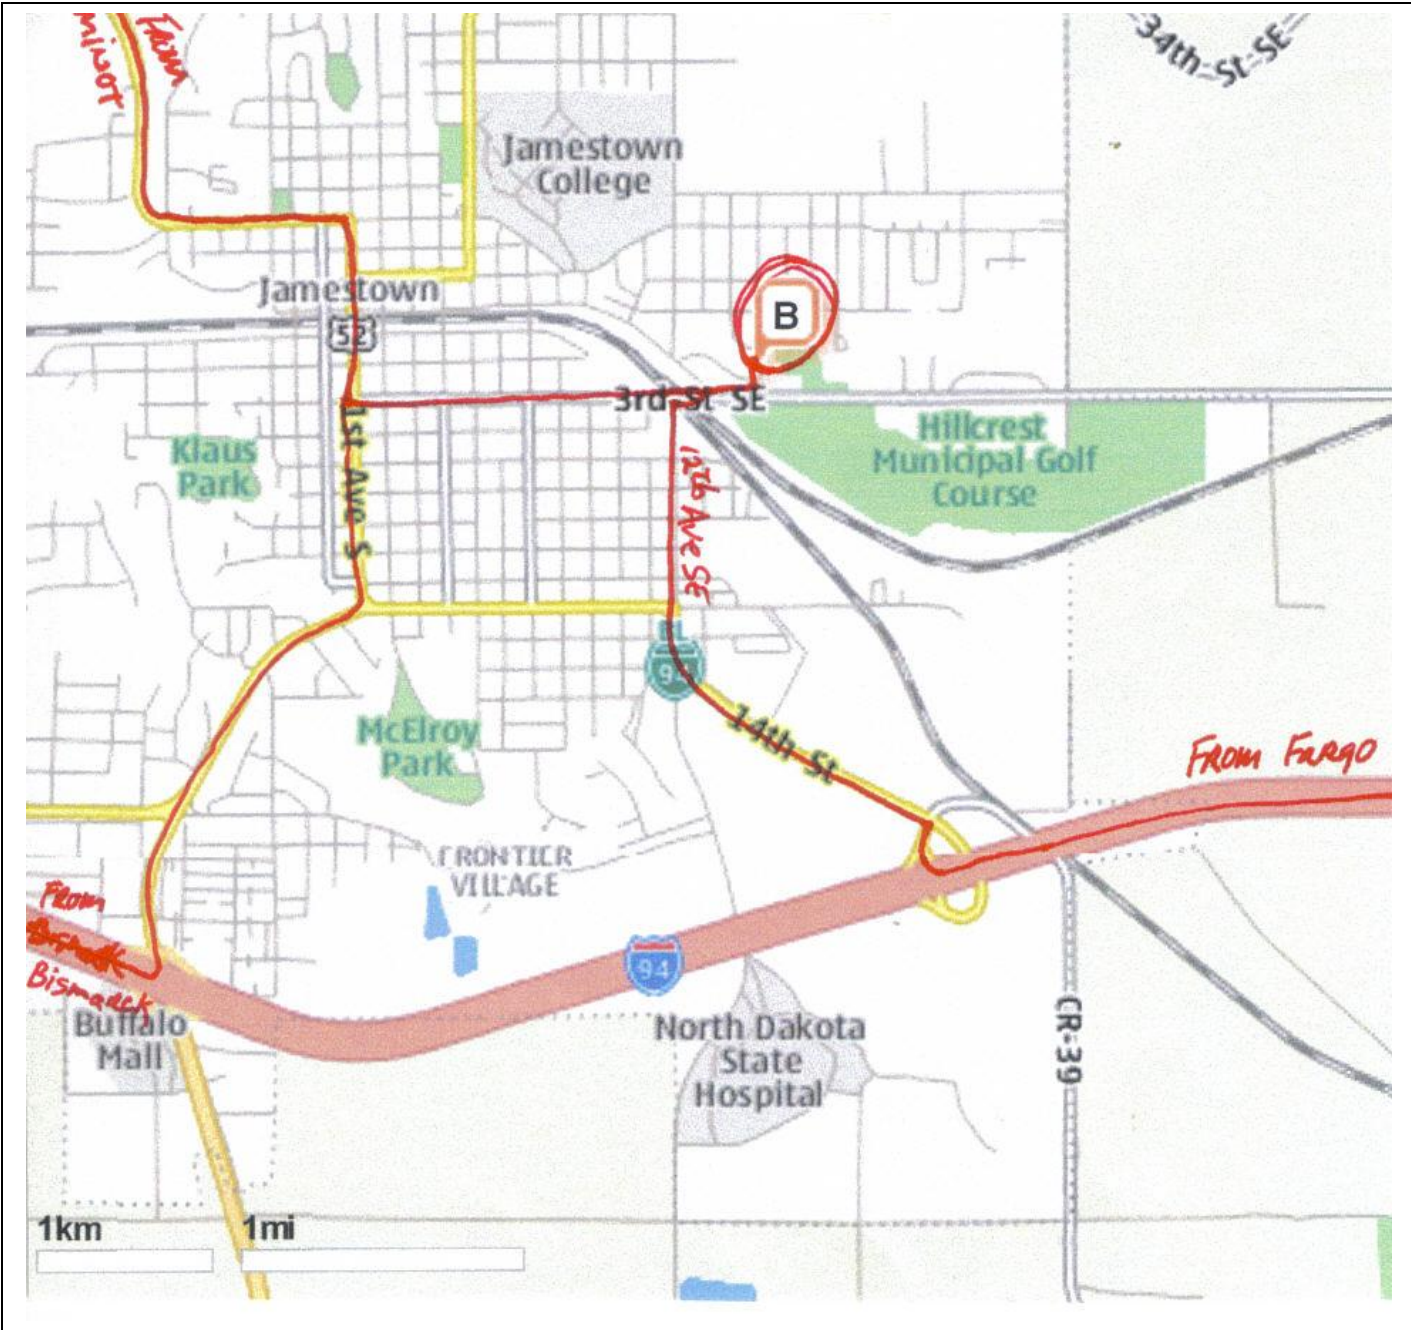 FROM
MINOT
34th-St-SE
Jamestown
College
Jamestown
B
52
3rd-St-SE
1st Ave S
Klaus
Park
Hillcrest
Municipal Golf
Course
12th Ave SE
94
McElroy
Park
14th St
FROM FARGO
FRONTIER
VILLAGE
FROM
Bismarck
Bismarck
94
Buffalo
Mall
North Dakota
State
Hospital
CR-39
1km
1mi